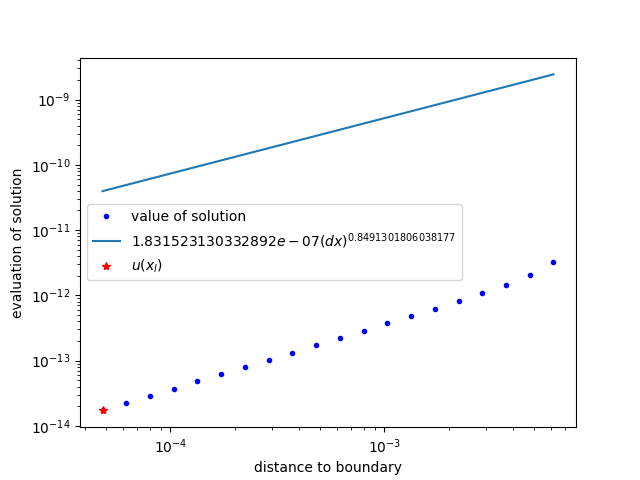 10⁻⁹
10⁻¹⁰
10⁻¹¹
10⁻¹²
10⁻¹³
10⁻¹⁴
evaluation of solution
value of solution
1.831523130332892e − 07(dx)^0.8491301806038177
u(x_l)
10⁻⁴
10⁻³
distance to boundary